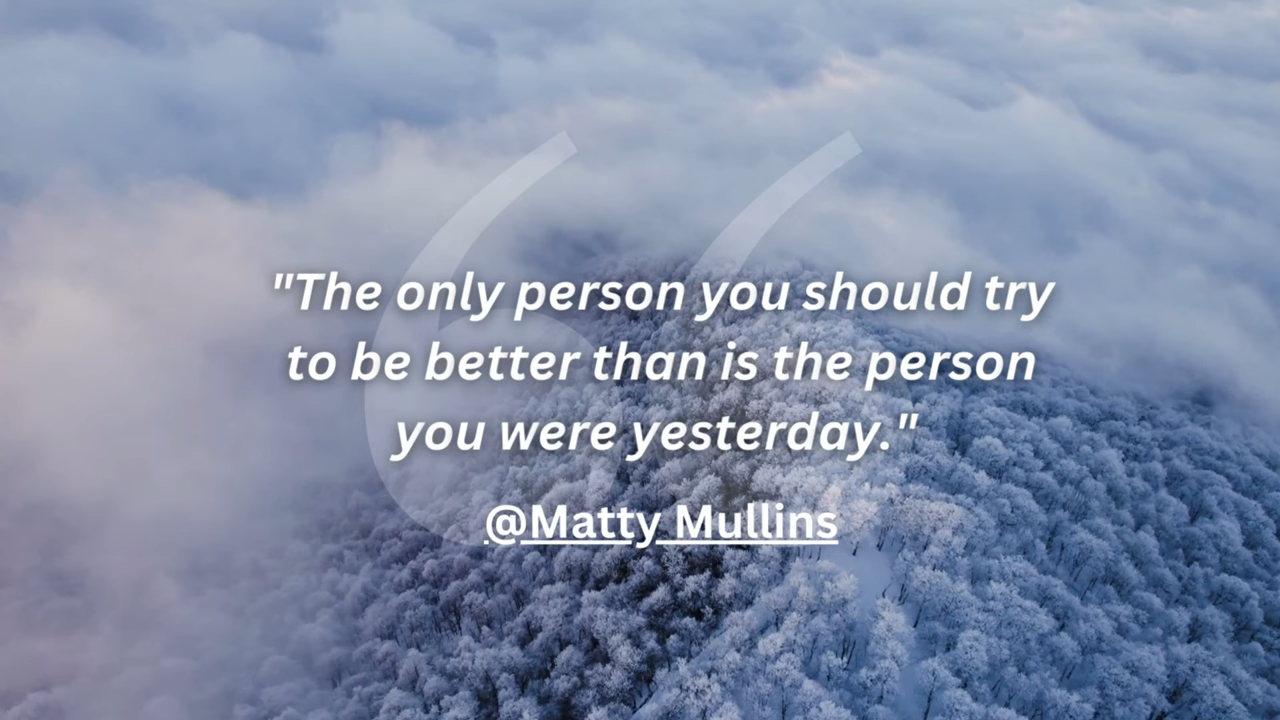 "The only person you should try
to be better than is the person
you were yesterday."
@Matty Mullins